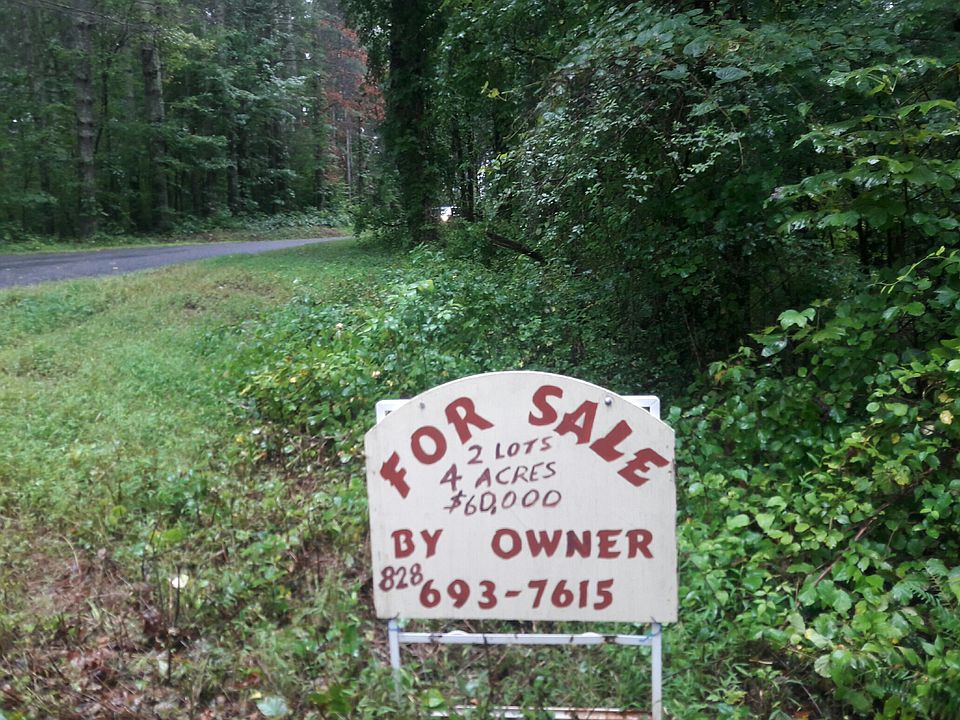 FOR SALE
2 LOTS
4 ACRES
$60,000
BY OWNER
828 693-7615